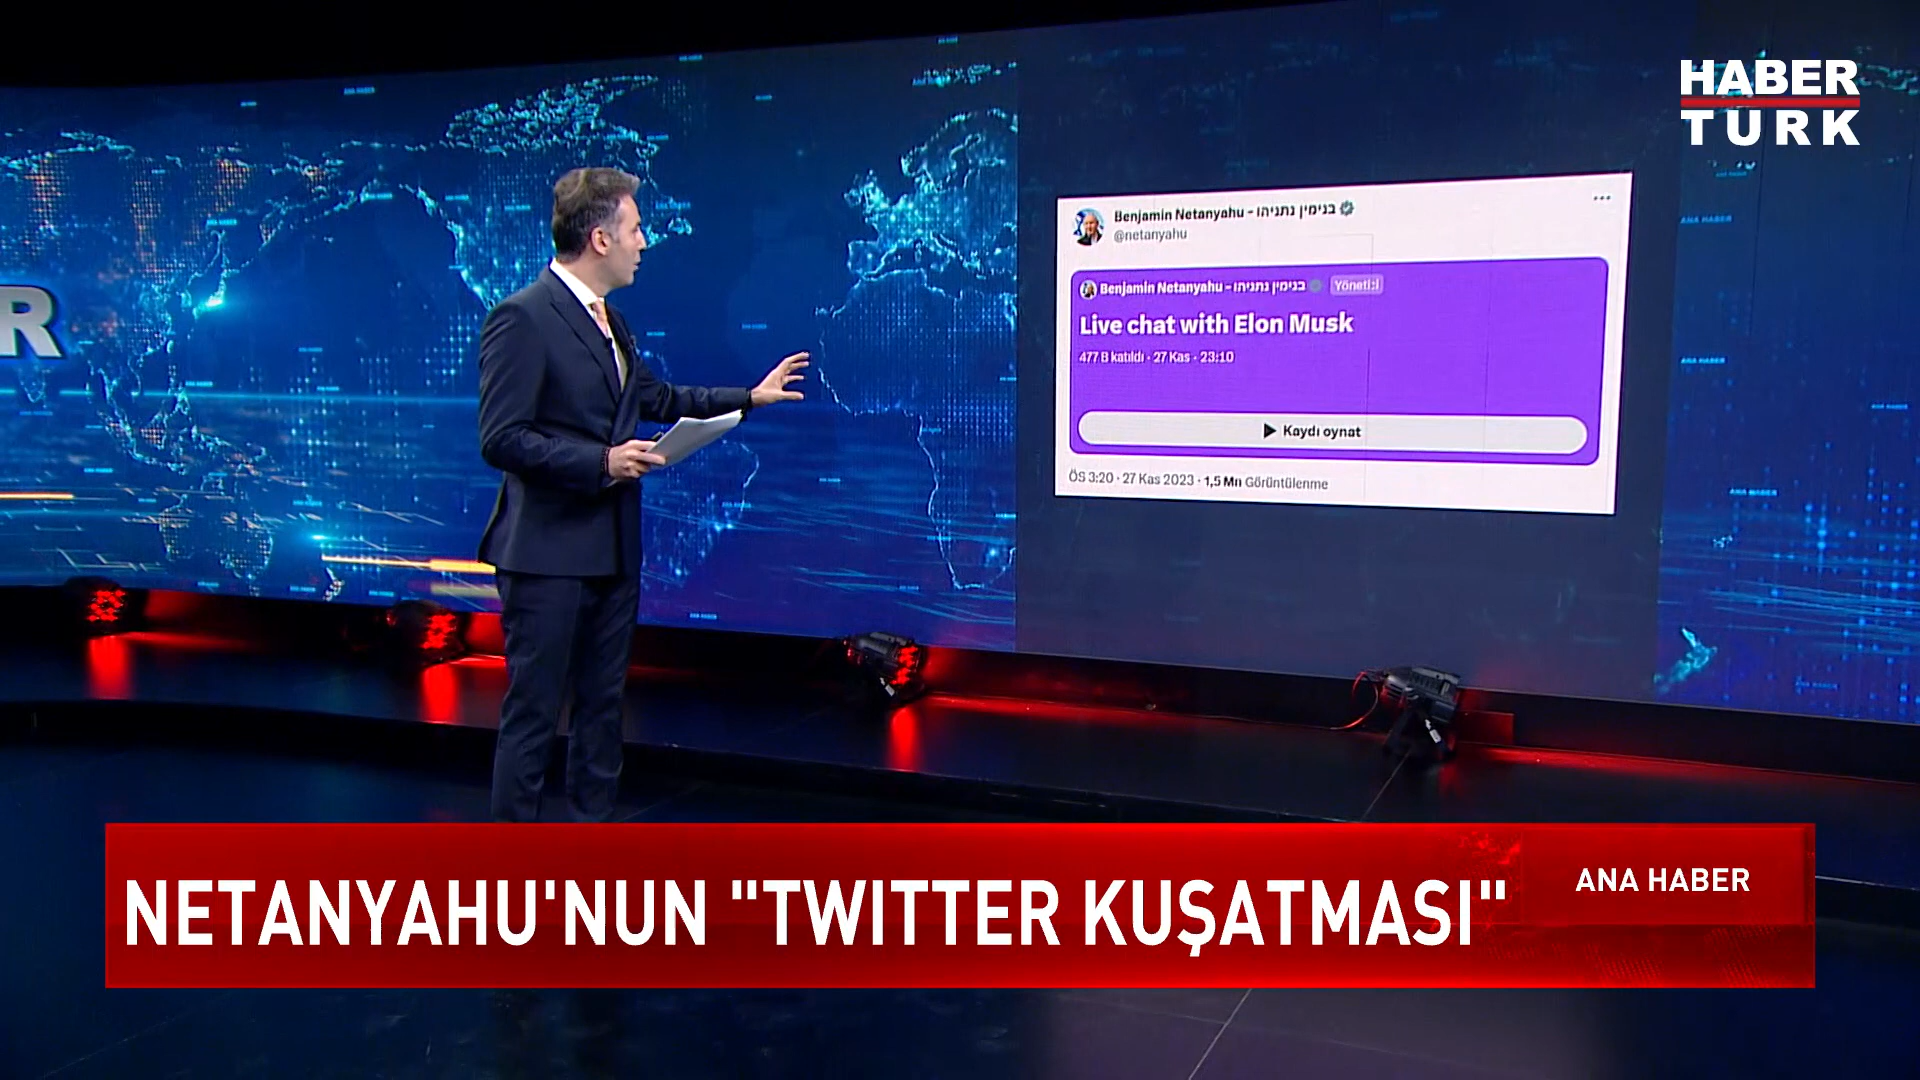 HABER
TURK
R
Benjamin Netanyahu - בנימין נתניהו
@netanyahu
Benjamin Netanyahu - בנימין נתניהו Yönetici
Live chat with Elon Musk
477 B katıldı · 27 Kas · 23:10
Kaydı oynat
ÖS 3:20 · 27 Kas 2023 · 1,5 Mn Görüntülenme
NETANYAHU'NUN "TWITTER KUŞATMASI"
ANA HABER